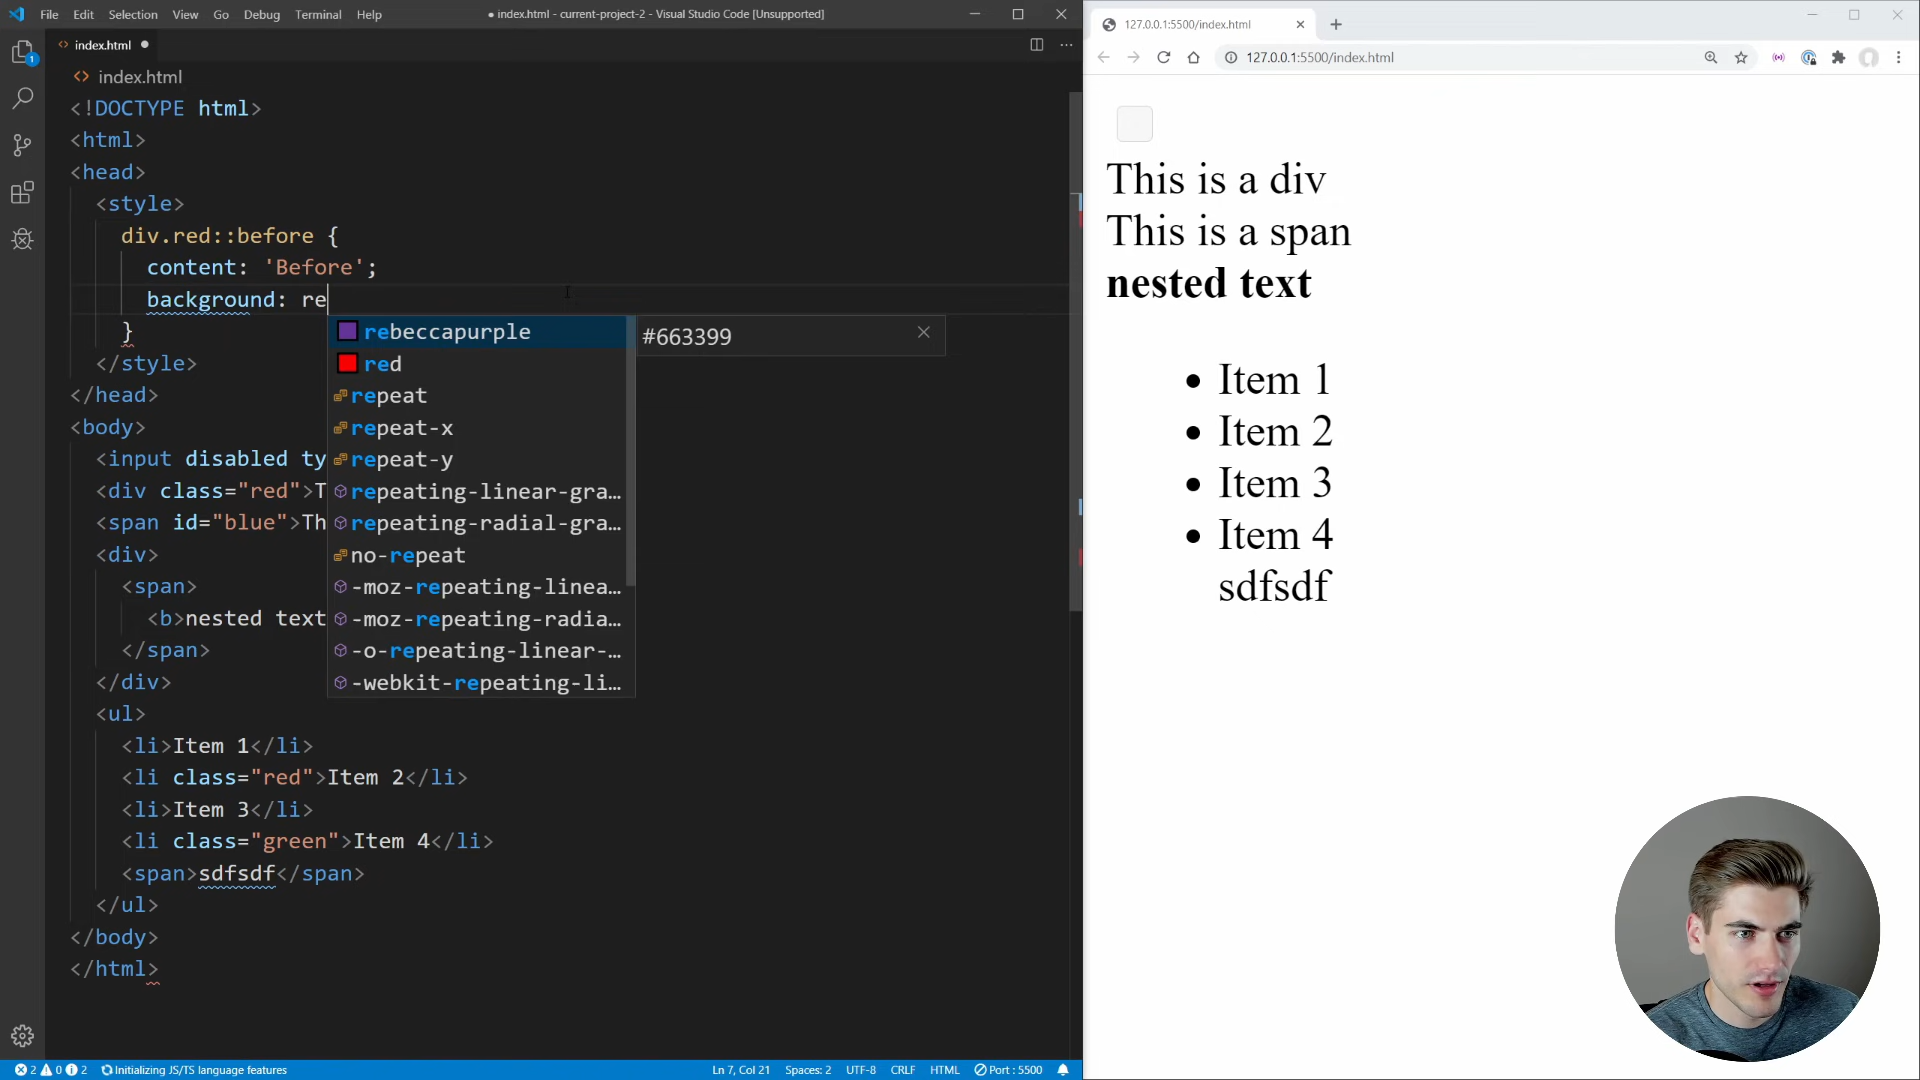 File Edit Selection View Go Debug Terminal Help
● index.html - current-project-2 - Visual Studio Code [Unsupported]
index.html
index.html
<!DOCTYPE html>
<html>
<head>
<style>
div.red::before {
content: 'Before';
background: re
}
</style>
</head>
<body>
<input disabled ty
<div class="red">T
<span id="blue">Th
<div>
<span>
<b>nested text
</span>
</div>
<ul>
<li>Item 1</li>
<li class="red">Item 2</li>
<li>Item 3</li>
<li class="green">Item 4</li>
<span>sdfsdf</span>
</ul>
</body>
</html>
rebeccapurple
#663399
red
repeat
repeat-x
repeat-y
repeating-linear-gra…
repeating-radial-gra…
no-repeat
-moz-repeating-linea…
-moz-repeating-radia…
-o-repeating-linear-…
-webkit-repeating-li…
1
2 0 2 Initializing JS/TS language features
Ln 7, Col 21 Spaces: 2 UTF-8 CRLF HTML Port : 5500
127.0.0.1:5500/index.html
127.0.0.1:5500/index.html
This is a div
This is a span
nested text
Item 1
Item 2
Item 3
Item 4
sdfsdf